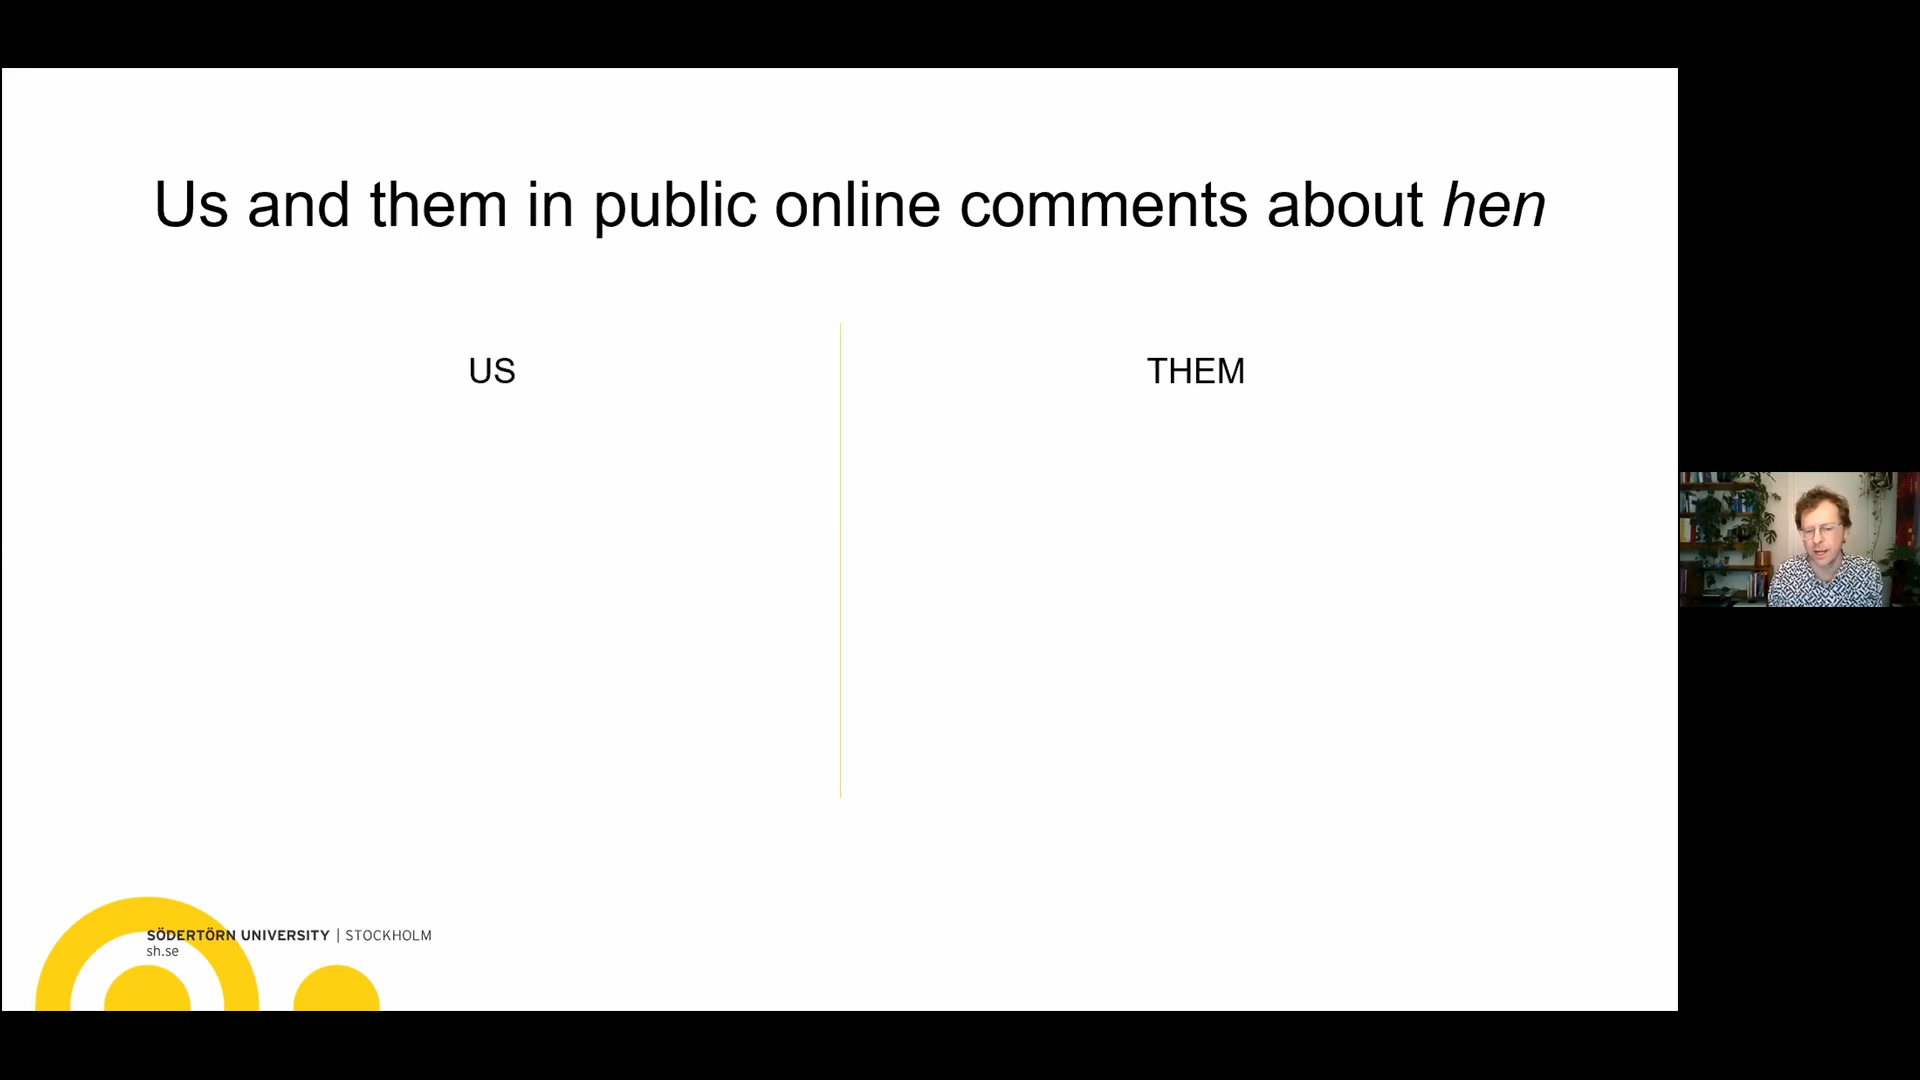 Us and them in public online comments about hen
US
THEM
SÖDERTÖRN UNIVERSITY | STOCKHOLM
sh.se